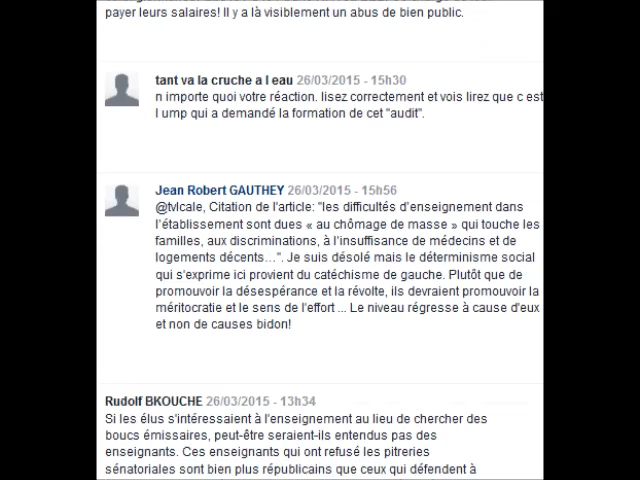 payer leurs salaires! Il y a là visiblement un abus de bien public.
tant va la cruche a l eau 26/03/2015 - 15h30
n importe quoi votre réaction. lisez correctement et vois lirez que c est
l ump qui a demandé la formation de cet "audit".
Jean Robert GAUTHEY 26/03/2015 - 15h56
@tvlcale, Citation de l'article: "les difficultés d'enseignement dans
l'établissement sont dues « au chômage de masse » qui touche les
familles, aux discriminations, à l'insuffisance de médecins et de
logements décents…". Je suis désolé mais le déterminisme social
qui s'exprime ici provient du catéchisme de gauche. Plutôt que de
promouvoir la désespérance et la révolte, ils devraient promouvoir la
méritocratie et le sens de l'effort ... Le niveau régresse à cause d'eux
et non de causes bidon!
Rudolf BKOUCHE 26/03/2015 - 13h34
Si les élus s'intéressaient à l'enseignement au lieu de chercher des
boucs émissaires, peut-être seraient-ils entendus pas des
enseignants. Ces enseignants qui ont refusé les pitreries
sénatoriales sont bien plus républicains que ceux qui défendent à